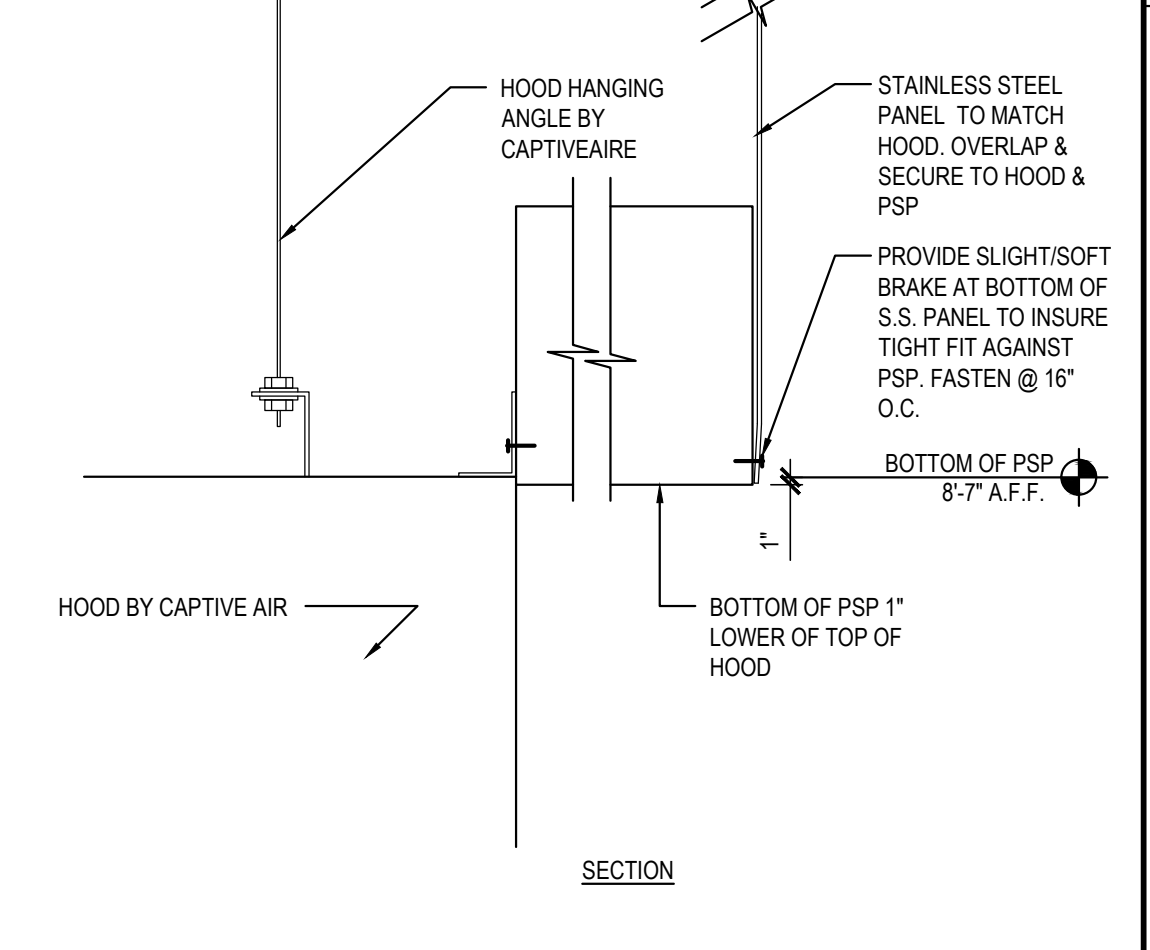 HOOD HANGING
ANGLE BY
CAPTIVEAIRE
STAINLESS STEEL
PANEL TO MATCH
HOOD. OVERLAP &
SECURE TO HOOD &
PSP
PROVIDE SLIGHT/SOFT
BRAKE AT BOTTOM OF
S.S. PANEL TO INSURE
TIGHT FIT AGAINST
PSP. FASTEN @ 16"
O.C.
BOTTOM OF PSP
8'-7" A.F.F.
1"
HOOD BY CAPTIVE AIR
BOTTOM OF PSP 1"
LOWER OF TOP OF
HOOD
SECTION